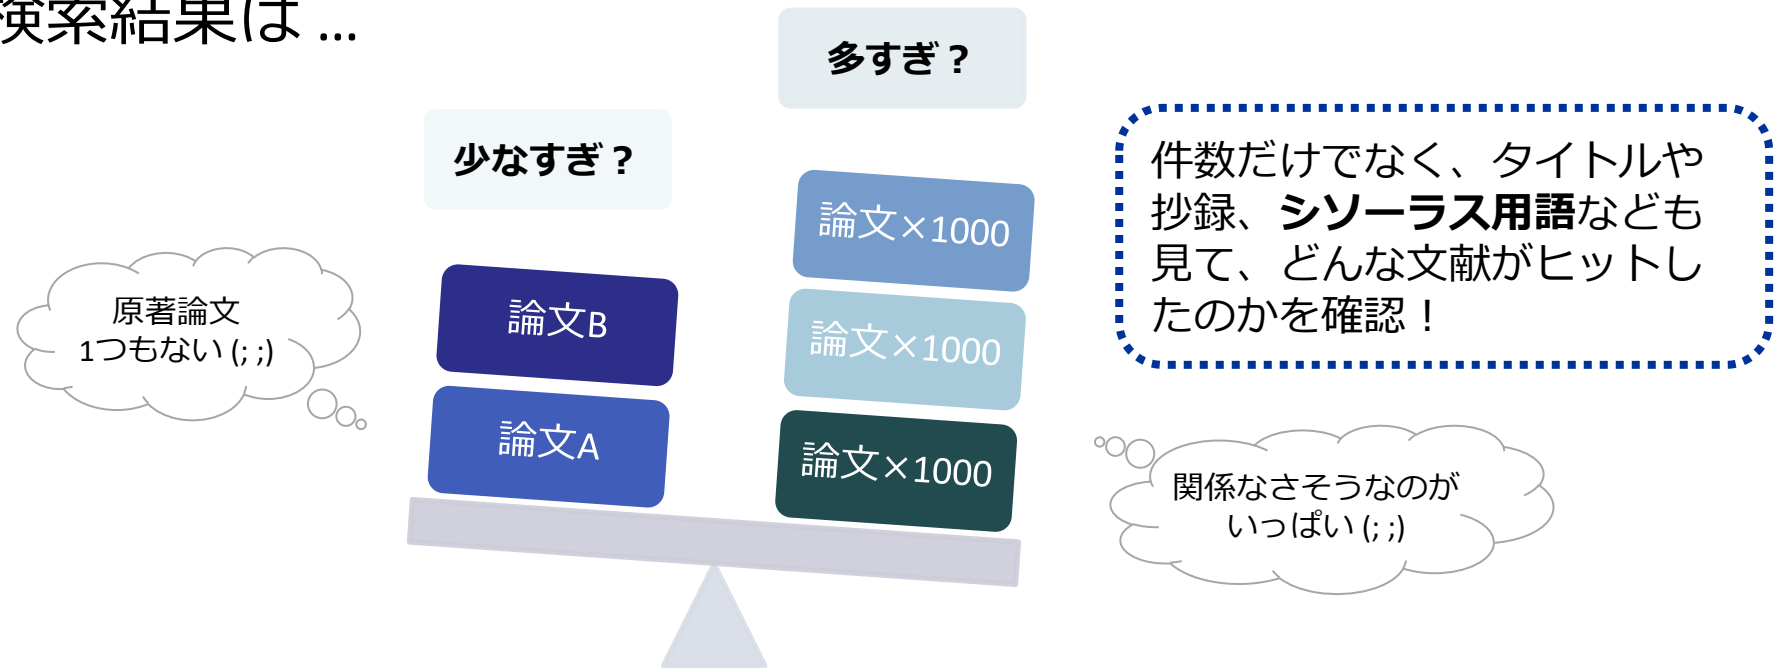 検索結果は ...
多すぎ？
少なすぎ？
論文×1000
論文×1000
論文×1000
論文B
論文A
原著論文
1つもない (; ;)
件数だけでなく、タイトルや
抄録、シソーラス用語なども
見て、どんな文献がヒットし
たのかを確認！
関係なさそうなのが
いっぱい (; ;)